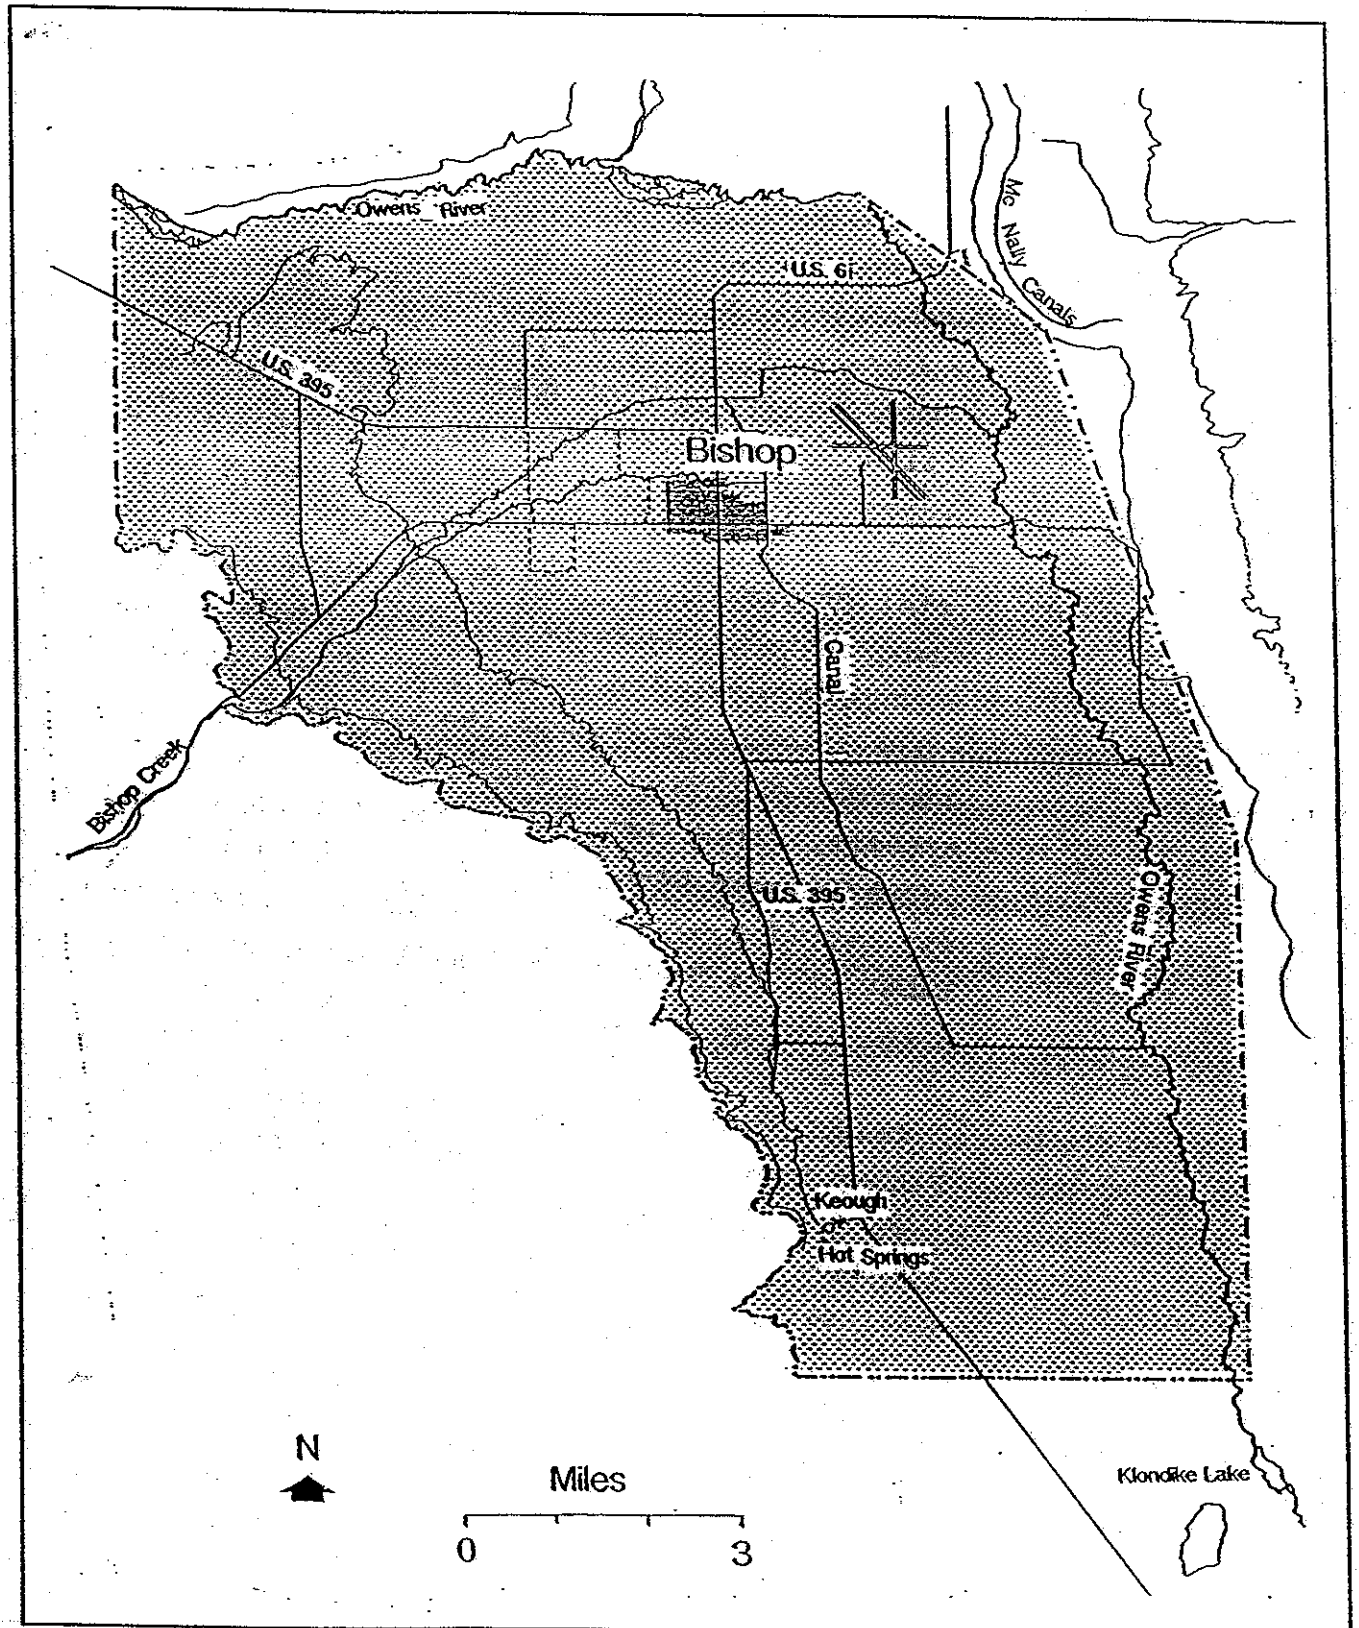 Owens River
Mc Nally Canals
U.S. 6
U.S. 395
Bishop
Canal
Bishop Creek
U.S. 395
Owens River
Keough
Hot Springs
N
Miles
Klondike Lake
0
3